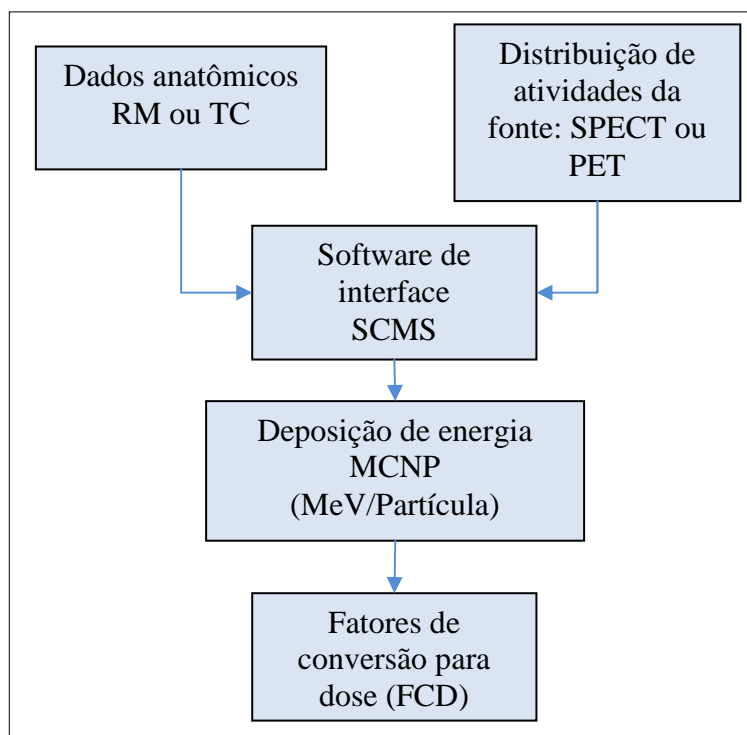 Dados anatômicos
RM ou TC
Distribuição de
atividades da
fonte: SPECT ou
PET
Software de
interface
SCMS
Deposição de energia
MCNP
(MeV/Partícula)
Fatores de
conversão para
dose (FCD)